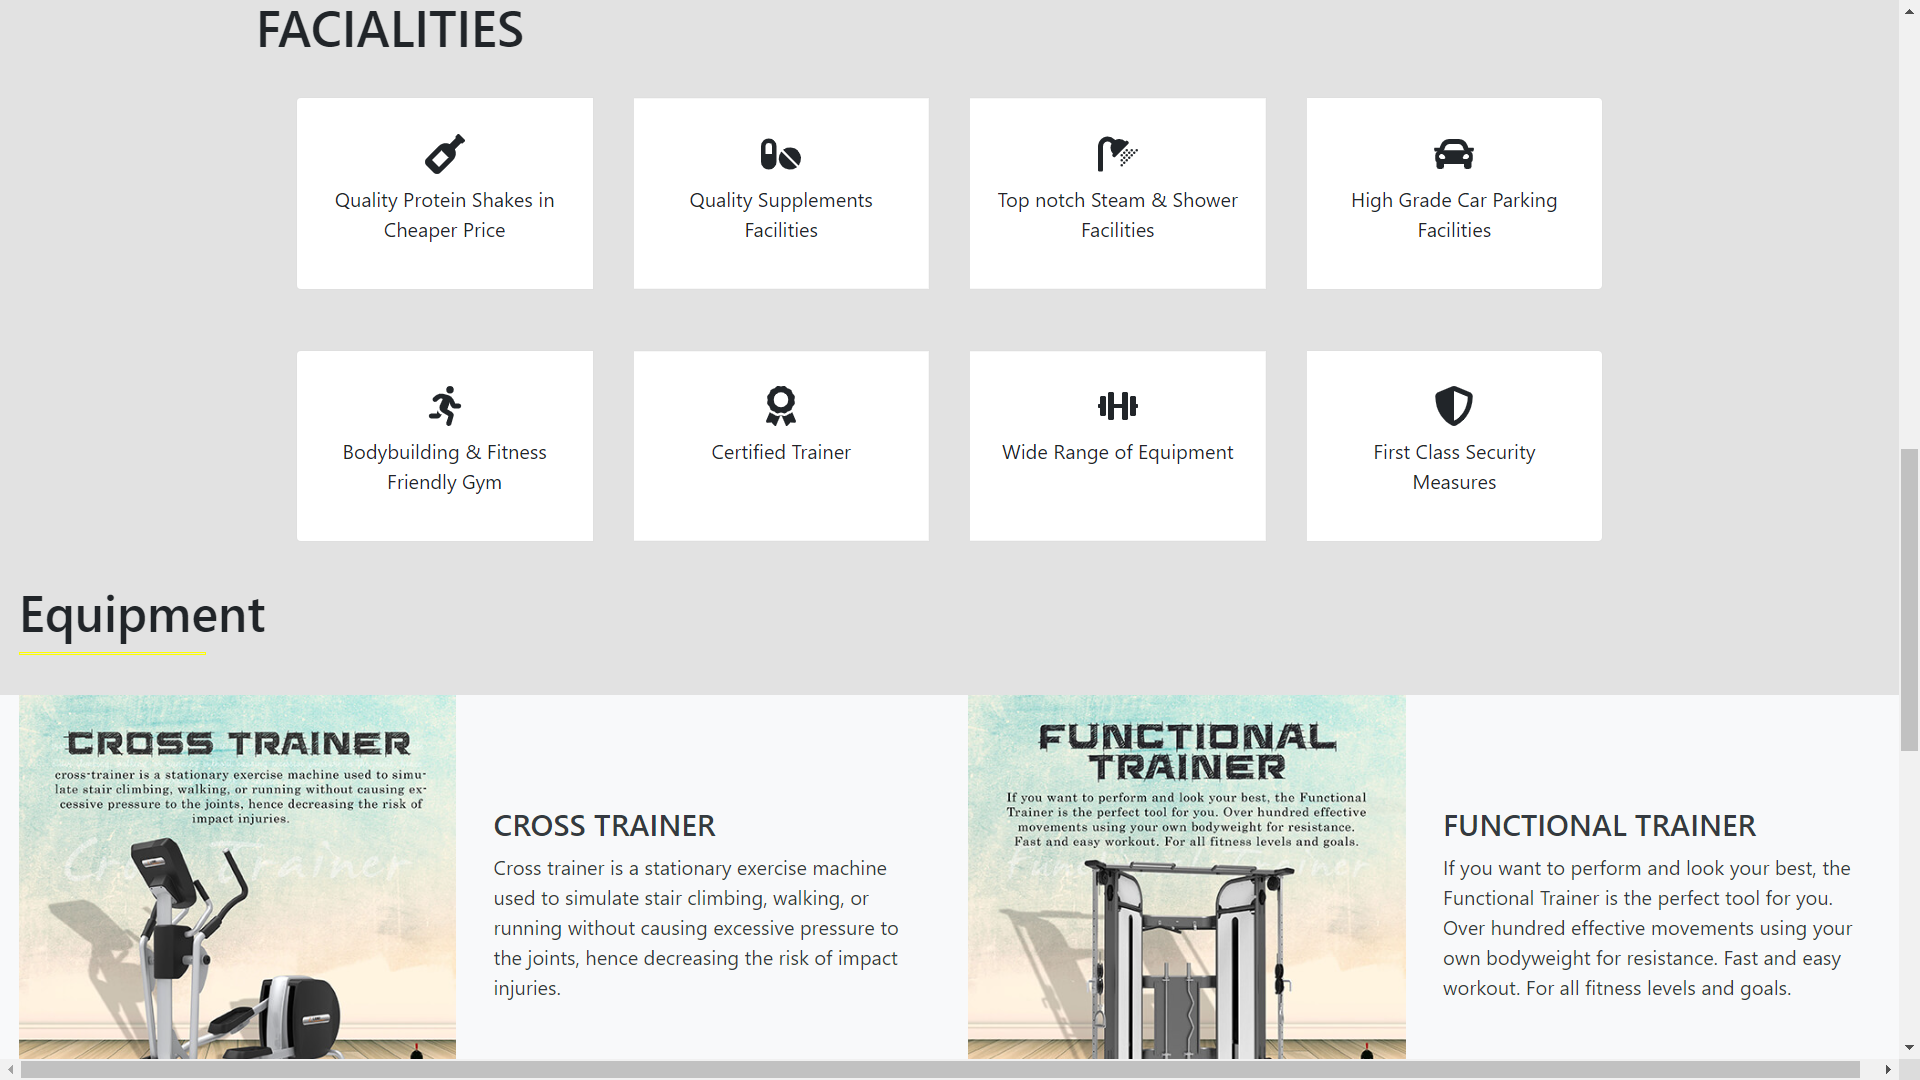 FACIALITIES
Quality Protein Shakes in
Cheaper Price
Quality Supplements
Facilities
Top notch Steam & Shower
Facilities
High Grade Car Parking
Facilities
Bodybuilding & Fitness
Friendly Gym
Certified Trainer
Wide Range of Equipment
First Class Security
Measures
Equipment
CROSS TRAINER
cross-trainer is a stationary exercise machine used to simu-
late stair climbing, walking, or running without causing ex-
cessive pressure to the joints, hence decreasing the risk of
impact injuries.
CROSS TRAINER
Cross trainer is a stationary exercise machine
used to simulate stair climbing, walking, or
running without causing excessive pressure to
the joints, hence decreasing the risk of impact
injuries.
FUNCTIONAL
TRAINER
If you want to perform and look your best, the Functional
Trainer is the perfect tool for you. Over hundred effective
movements using your own bodyweight for resistance.
Fast and easy workout. For all fitness levels and goals.
FUNCTIONAL TRAINER
If you want to perform and look your best, the
Functional Trainer is the perfect tool for you.
Over hundred effective movements using your
own bodyweight for resistance. Fast and easy
workout. For all fitness levels and goals.